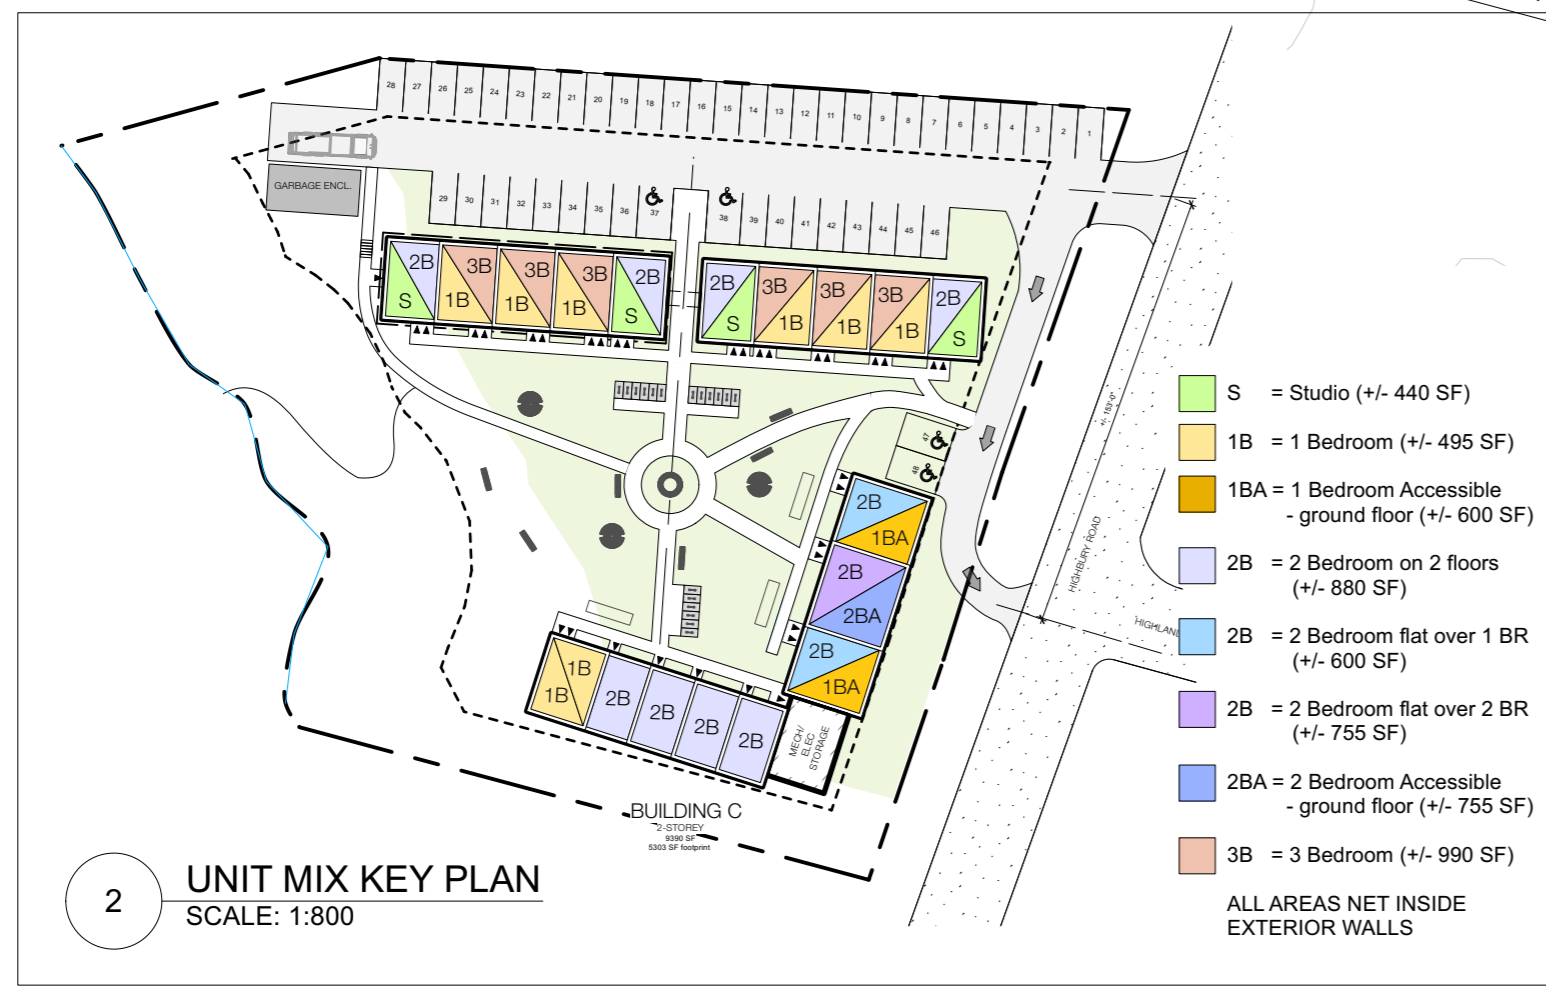 28 27 26 25 24 23 22 21 20 19 18 17 16 15 14 13 12 11 10 9 8 7 6 5 4 3 2 1
GARBAGE ENCL.
29 30 31 32 33 34 35 36 37 38 39 40 41 42 43 44 45 46
2B 3B 3B 3B 2B 2B 3B 3B 3B 2B
S 1B 1B 1B S S 1B 1B 1B S
47
48
2B
1BA
2B
2BA
2B
1BA
1B
1B
2B
2B
2B
2B
MECH/
ELEC
STORAGE
+/- 153'-0"
HIGHBURY ROAD
HIGHLAN
BUILDING C
2-STOREY
9390 SF
5303 SF footprint
S = Studio (+/- 440 SF)
1B = 1 Bedroom (+/- 495 SF)
1BA = 1 Bedroom Accessible
- ground floor (+/- 600 SF)
2B = 2 Bedroom on 2 floors
(+/- 880 SF)
2B = 2 Bedroom flat over 1 BR
(+/- 600 SF)
2B = 2 Bedroom flat over 2 BR
(+/- 755 SF)
2BA = 2 Bedroom Accessible
- ground floor (+/- 755 SF)
3B = 3 Bedroom (+/- 990 SF)
ALL AREAS NET INSIDE
EXTERIOR WALLS
2
UNIT MIX KEY PLAN
SCALE: 1:800